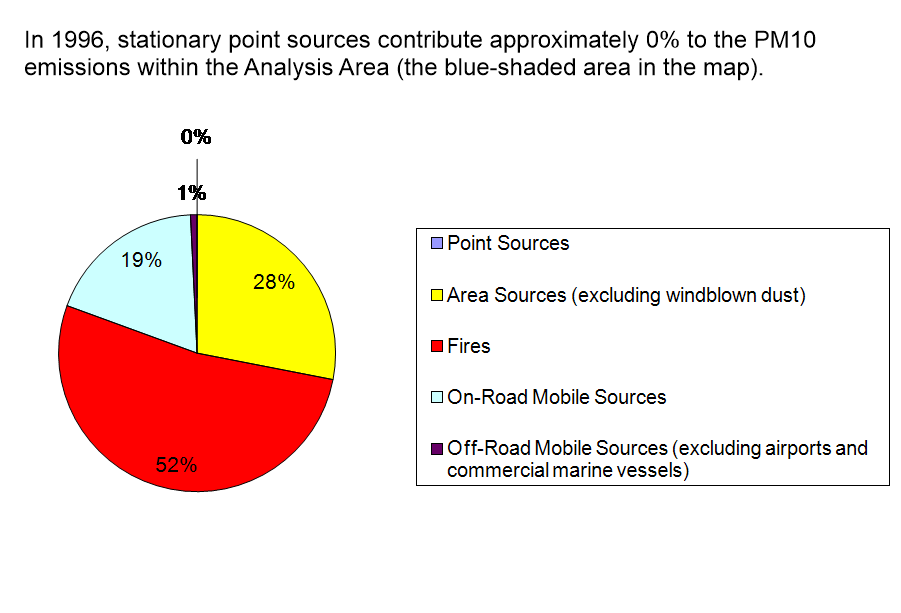 In 1996, stationary point sources contribute approximately 0% to the PM10
emissions within the Analysis Area (the blue-shaded area in the map).
0%
1%
19%
28%
52%
Point Sources
Area Sources (excluding windblown dust)
Fires
On-Road Mobile Sources
Off-Road Mobile Sources (excluding airports and
commercial marine vessels)